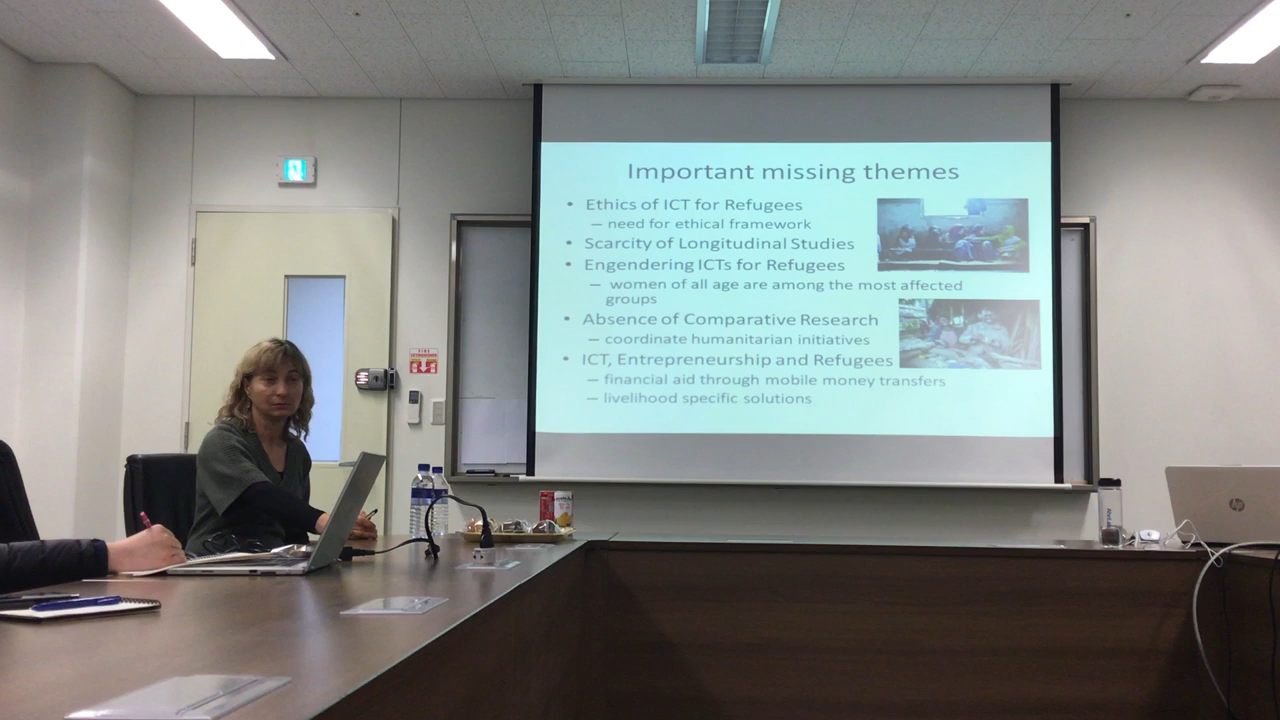 Important missing themes
• Ethics of ICT for Refugees
– need for ethical framework
• Scarcity of Longitudinal Studies
• Engendering ICTs for Refugees
– women of all age are among the most affected
groups
• Absence of Comparative Research
– coordinate humanitarian initiatives
• ICT, Entrepreneurship and Refugees
– financial aid through mobile money transfers
– livelihood specific solutions
FIRE
hp